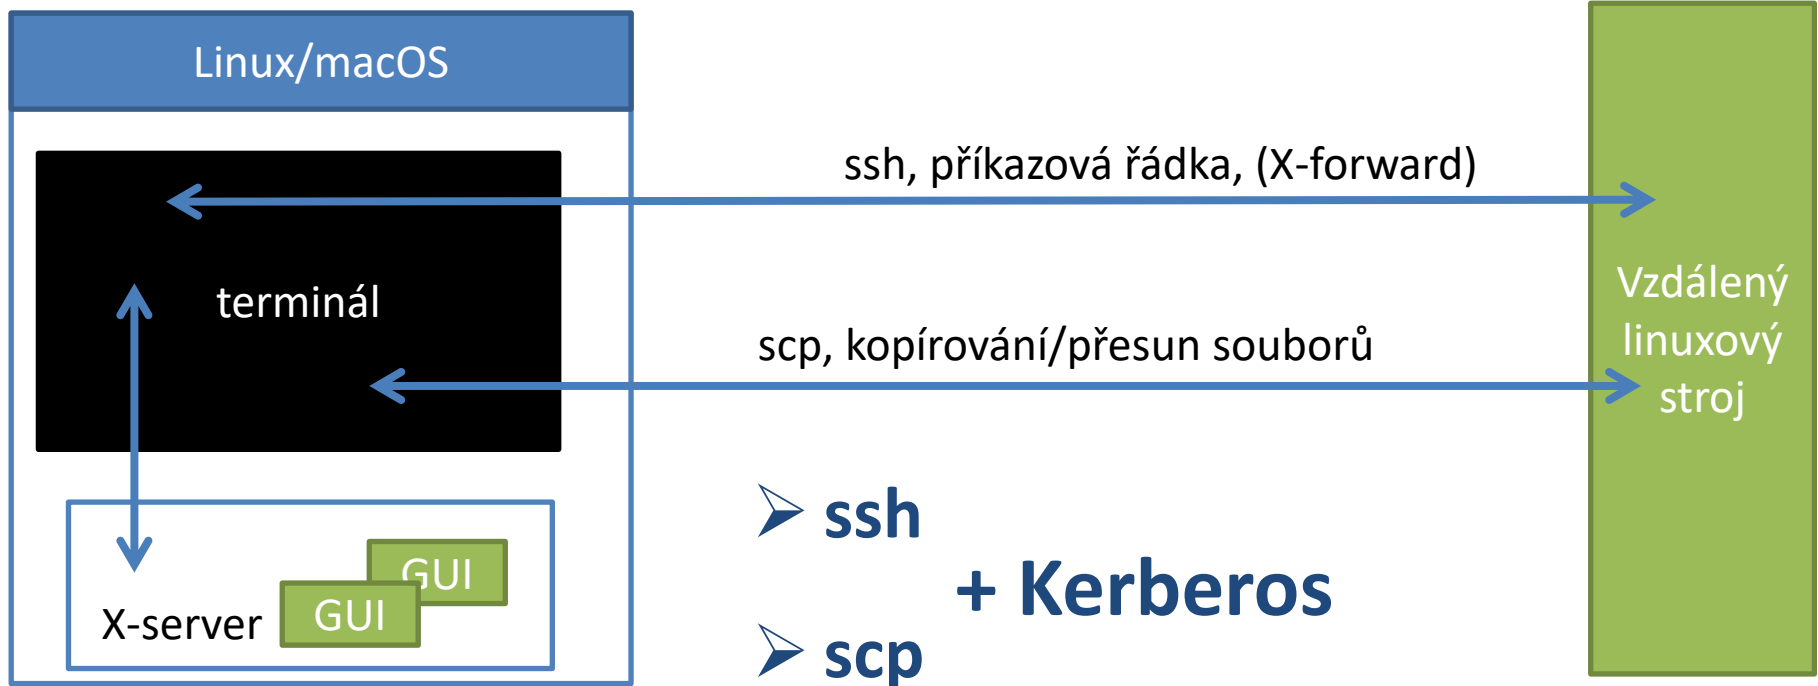 Linux/macOS
ssh, příkazová řádka, (X-forward)
terminál
scp, kopírování/přesun souborů
Vzdálený
linuxový
stroj
➢ ssh
+ Kerberos
➢ scp
GUI
GUI
X-server